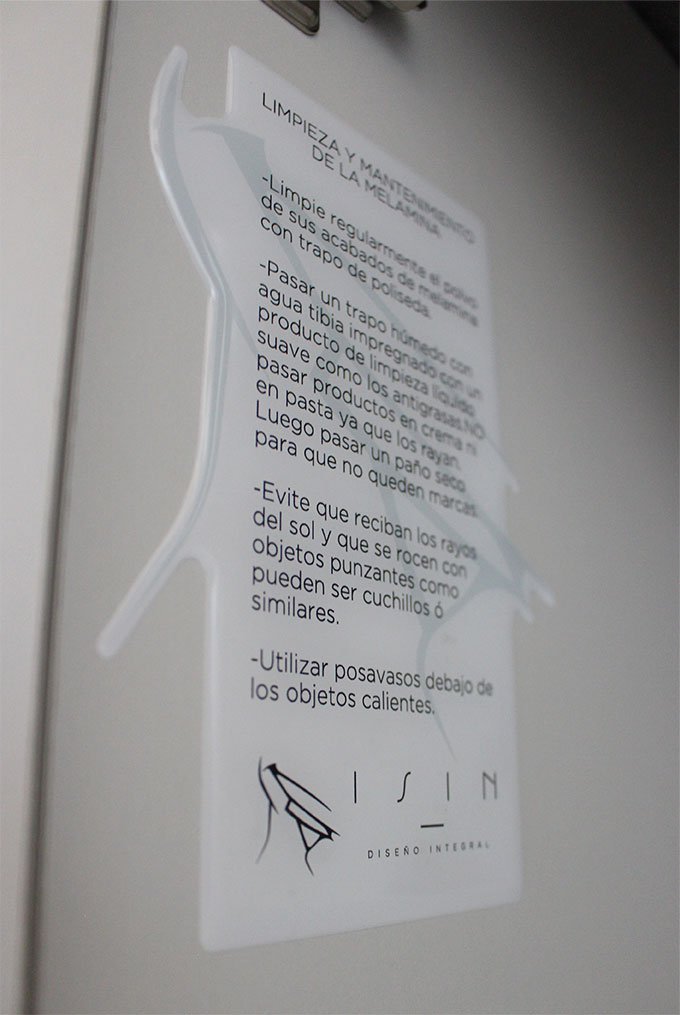 LIMPIEZA Y MANTENIMIENTO
DE LA MELAMINA
-Limpie regularmente el polvo
de sus acabados de melamina
con trapo de poliseda.
-Pasar un trapo húmedo con
agua tibia impregnado con un
producto de limpieza líquido
suave como los antigrasas.NO
pasar productos en crema ni
en pasta ya que los rayan.
Luego pasar un paño seco
para que no queden marcas.
-Evite que reciban los rayos
del sol y que se rocen con
objetos punzantes como
pueden ser cuchillos ó
similares.
-Utilizar posavasos debajo de
los objetos calientes.
ISIN
DISEÑO INTEGRAL